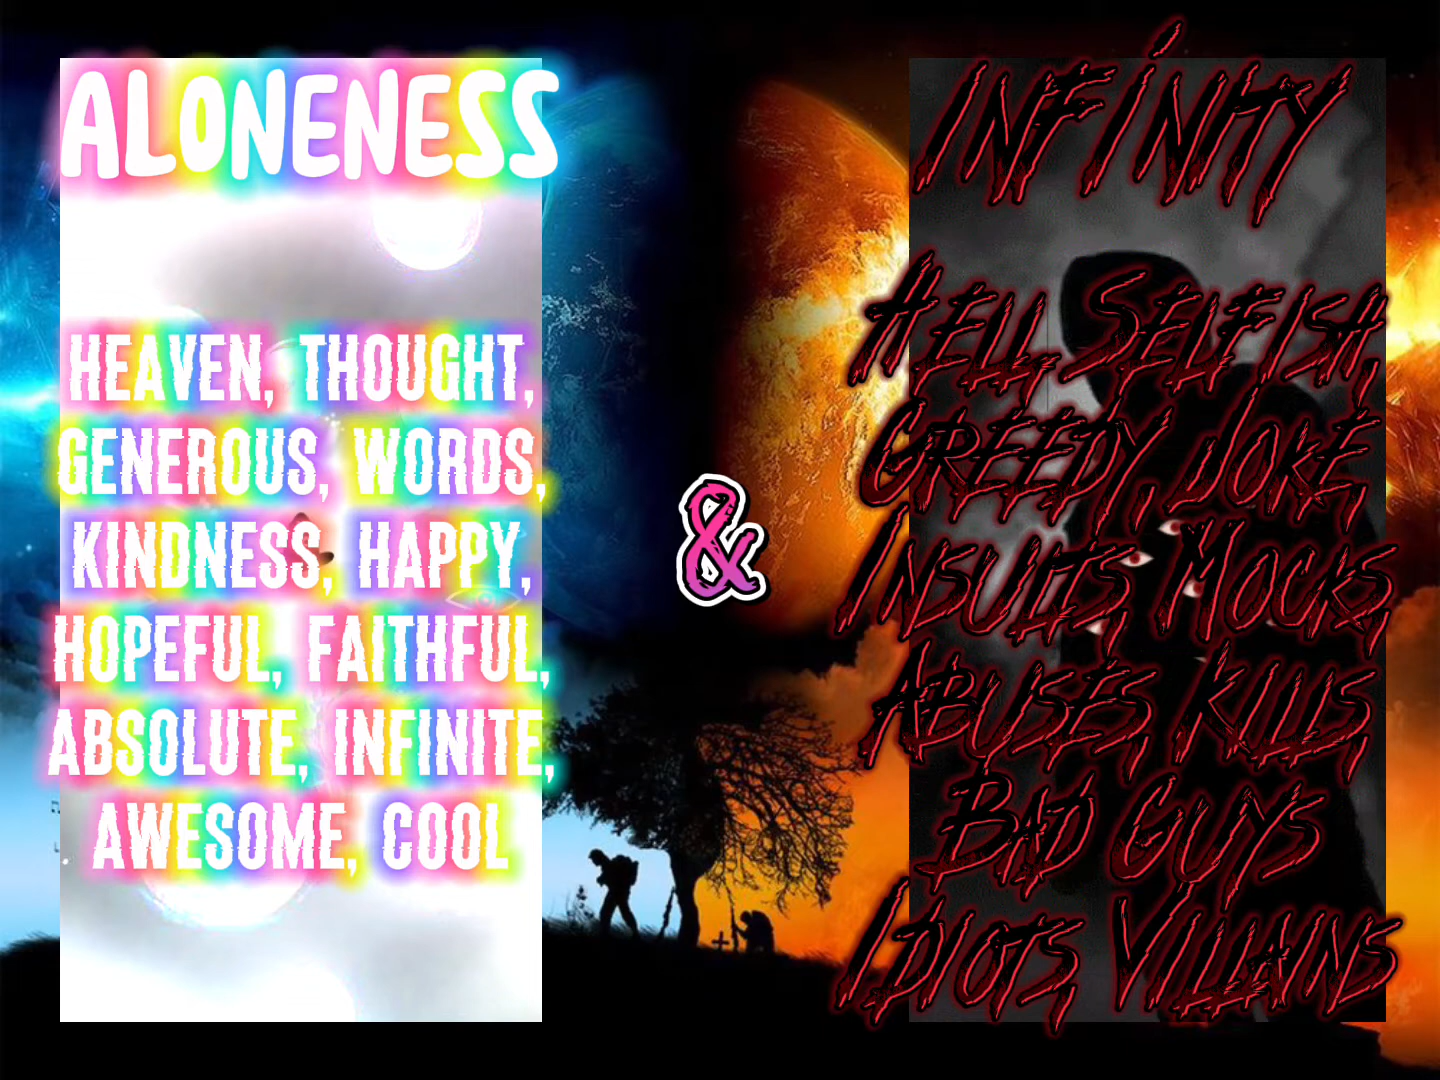 ALONENESS
HEAVEN, THOUGHT,
GENEROUS, WORDS,
KINDNESS, HAPPY,
HOPEFUL, FAITHFUL,
ABSOLUTE, INFINITE,
AWESOME, COOL
&
INFINITY
HELL, SELFISH,
GREEDY, JOKE,
INSULTS, MOCKS,
ABUSES, KILLS,
BAD GUYS
IDIOTS, VILLAINS